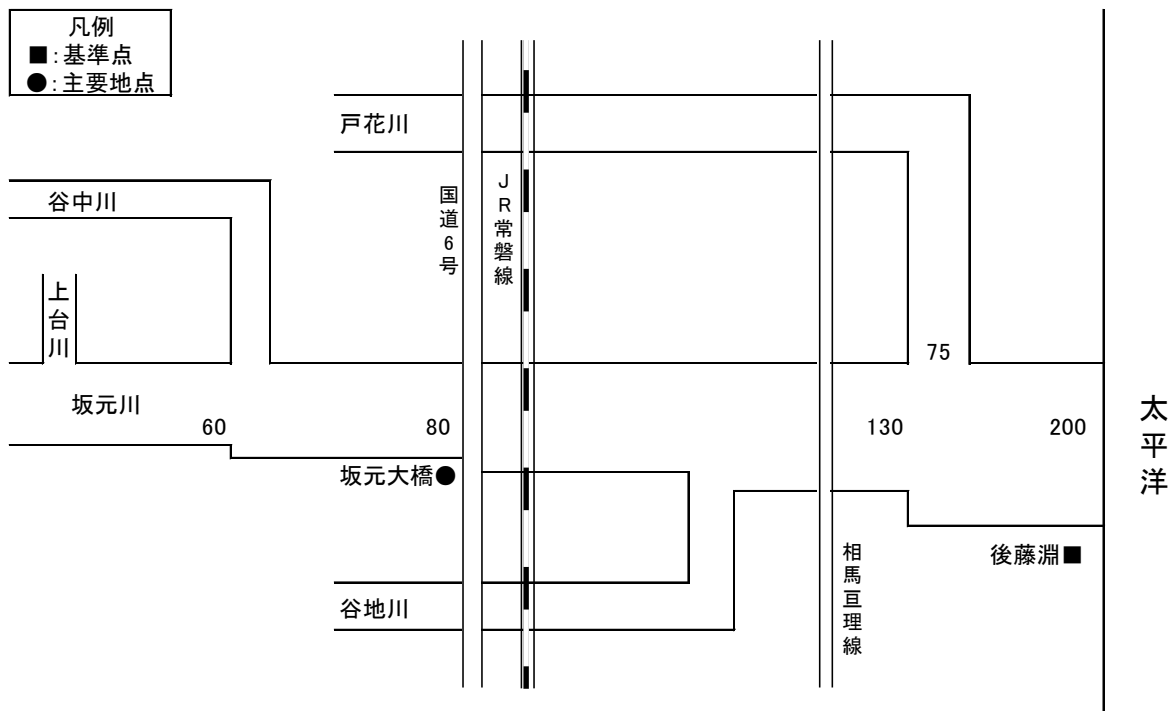 凡例
■：基準点
●：主要地点
戸花川
谷中川
国道6号
JR常磐線
上台川
75
坂元川
60
80
130
200
太平洋
坂元大橋●
後藤淵■
相馬亘理線
谷地川